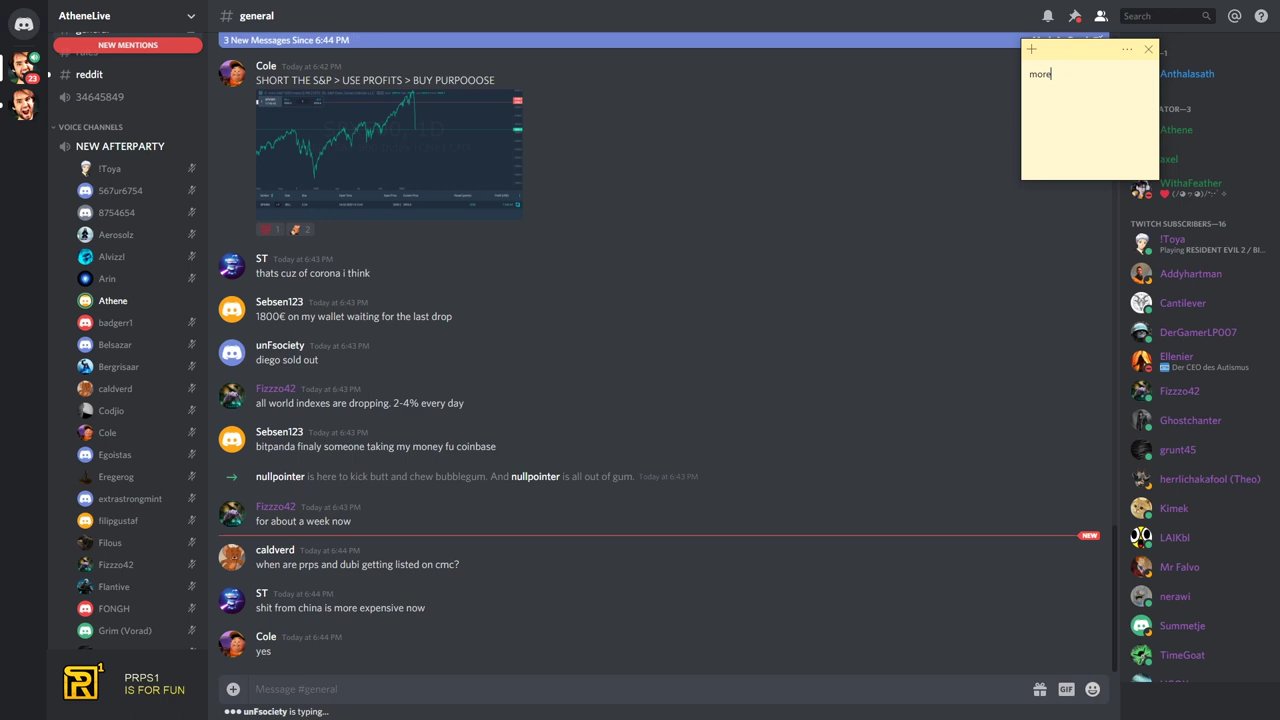 AtheneLive
NEW MENTIONS
rules
reddit
34645849
VOICE CHANNELS
NEW AFTERPARTY
!Toya
567ur6754
8754654
Aerosolz
Alvizzl
Arin
Athene
badgerr1
Belsazar
Bergrisaar
caldverd
Codjio
Cole
Egoistas
Eregerog
extrastrongmint
filipgustaf
Filous
Fizzzo42
Flantive
FONGH
Grim (Vorad)
23
PRPS1
IS FOR FUN
# general
Search
3 New Messages Since 6:44 PM
Cole Today at 6:42 PM
SHORT THE S&P > USE PROFITS > BUY PURPOOOSE
1 2
ST Today at 6:43 PM
thats cuz of corona i think
Sebsen123 Today at 6:43 PM
1800€ on my wallet waiting for the last drop
unFsociety Today at 6:43 PM
diego sold out
Fizzzo42 Today at 6:43 PM
all world indexes are dropping. 2-4% every day
Sebsen123 Today at 6:43 PM
bitpanda finaly someone taking my money fu coinbase
nullpointer is here to kick butt and chew bubblegum. And nullpointer is all out of gum. Today at 6:43 PM
Fizzzo42 Today at 6:43 PM
for about a week now
NEW
caldverd Today at 6:44 PM
when are prps and dubi getting listed on cmc?
ST Today at 6:44 PM
shit from china is more expensive now
Cole Today at 6:44 PM
yes
Message #general
GIF
unFsociety is typing...
more
—1
Anthalasath
ATOR—3
Athene
axel
WithaFeather
TWITCH SUBSCRIBERS—16
!Toya
Playing RESIDENT EVIL 2 / BI...
Addyhartman
Cantilever
DerGamerLP007
Ellenier
Der CEO des Autismus
Fizzzo42
Ghostchanter
grunt45
herrlichakafool (Theo)
Kimek
LAIKbl
Mr Falvo
nerawi
Summetje
TimeGoat